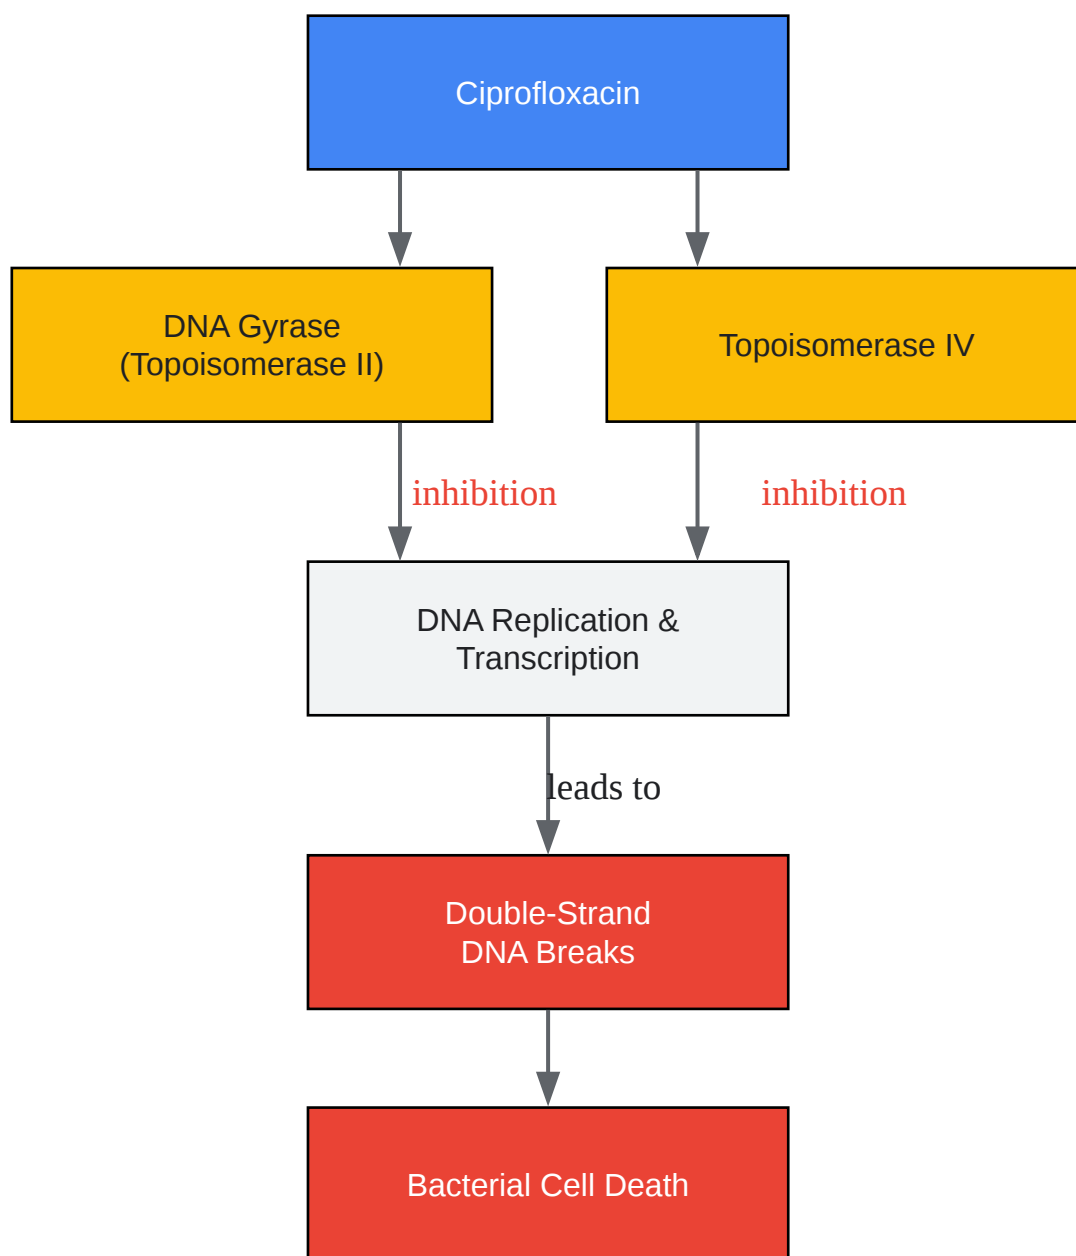 Ciprofloxacin
DNA Gyrase
(Topoisomerase II)
Topoisomerase IV
inhibition
inhibition
DNA Replication &
Transcription
leads to
Double-Strand
DNA Breaks
Bacterial Cell Death